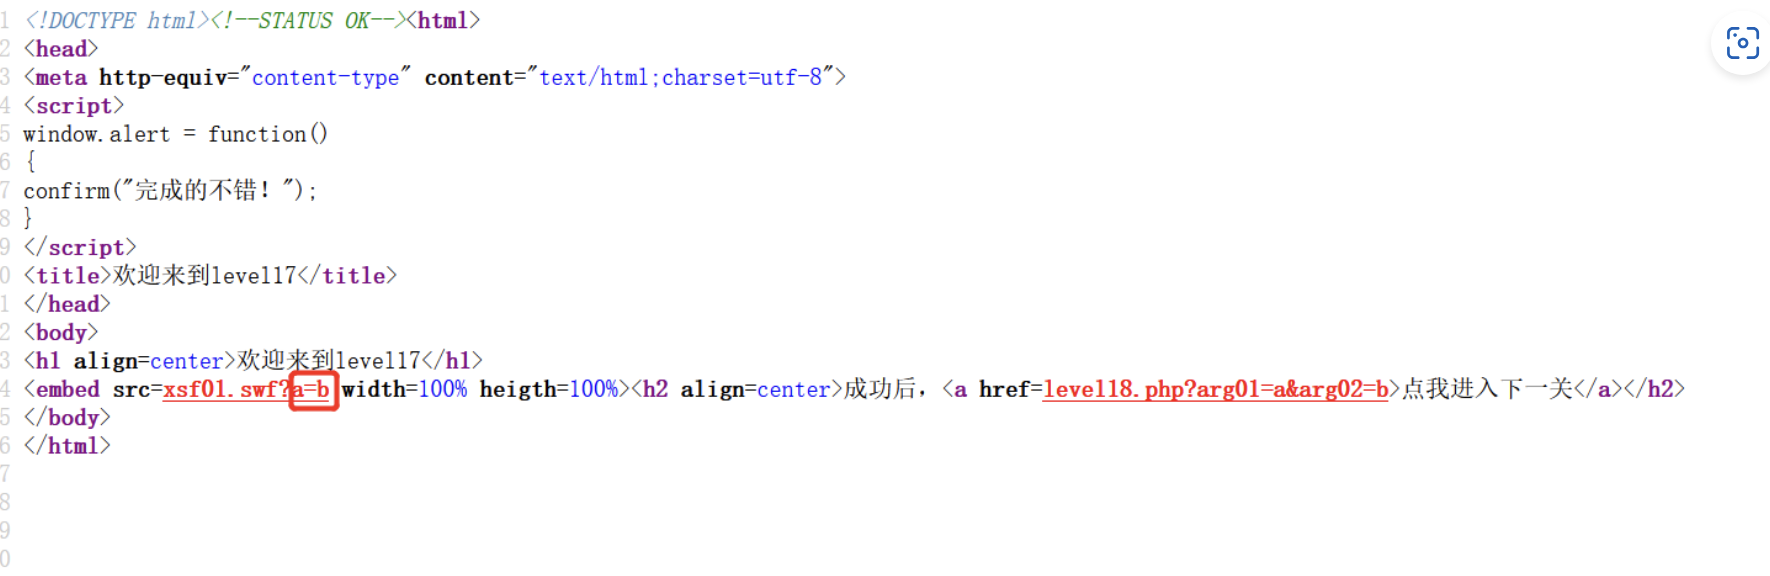 1 <!DOCTYPE html><!--STATUS OK--><html>
2 <head>
3 <meta http-equiv="content-type" content="text/html;charset=utf-8">
4 <script>
5 window.alert = function()
6 {
7 confirm("完成的不错！");
8 }
9 </script>
0 <title>欢迎来到level17</title>
1 </head>
2 <body>
3 <h1 align=center>欢迎来到level17</h1>
4 <embed src=xsf01.swf?a=b width=100% heigth=100%><h2 align=center>成功后，<a href=level18.php?arg01=a&arg02=b>点我进入下一关</a></h2>
5 </body>
6 </html>
7
8
9
0